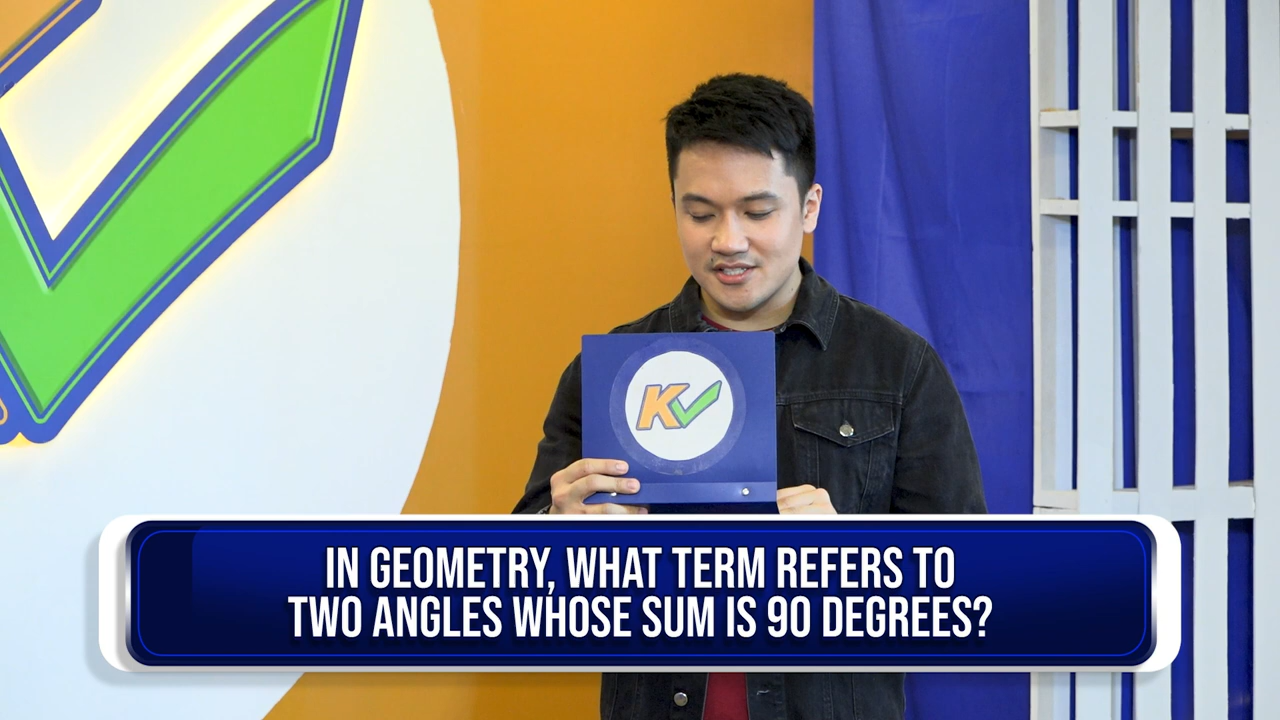 K
IN GEOMETRY, WHAT TERM REFERS TO
TWO ANGLES WHOSE SUM IS 90 DEGREES?